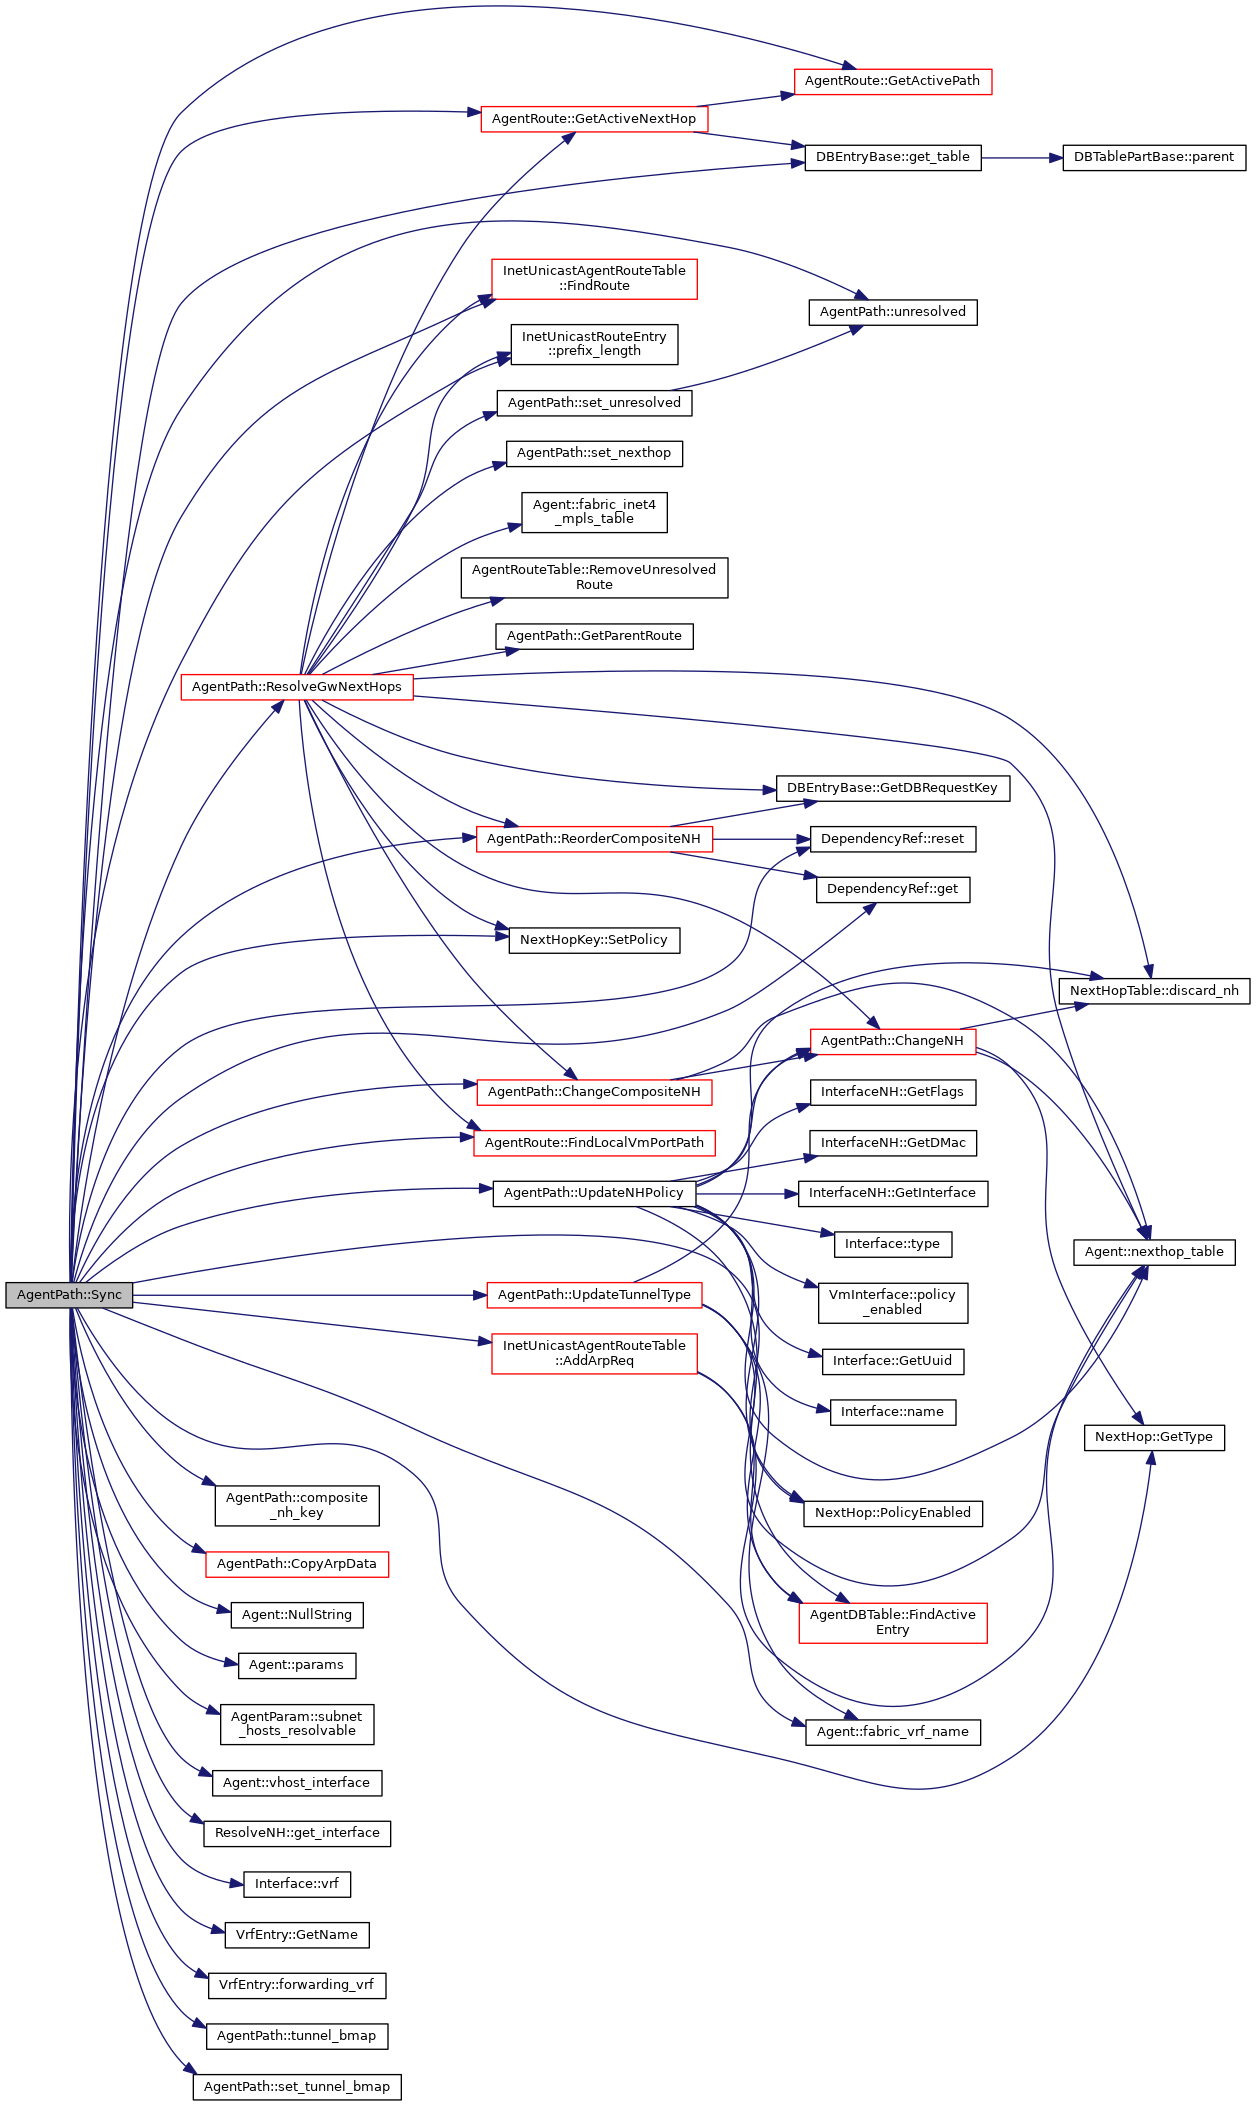 AgentRoute::GetActivePath
AgentRoute::GetActiveNextHop
DBEntryBase::get_table
DBTablePartBase::parent
InetUnicastAgentRouteTable
::FindRoute
AgentPath::unresolved
InetUnicastRouteEntry
::prefix_length
AgentPath::set_unresolved
AgentPath::set_nexthop
Agent::fabric_inet4
_mpls_table
AgentRouteTable::RemoveUnresolved
Route
AgentPath::GetParentRoute
AgentPath::ResolveGwNextHops
DBEntryBase::GetDBRequestKey
AgentPath::ReorderCompositeNH
DependencyRef::reset
DependencyRef::get
NextHopKey::SetPolicy
NextHopTable::discard_nh
AgentPath::ChangeNH
AgentPath::ChangeCompositeNH
InterfaceNH::GetFlags
AgentRoute::FindLocalVmPortPath
InterfaceNH::GetDMac
AgentPath::UpdateNHPolicy
InterfaceNH::GetInterface
Interface::type
Agent::nexthop_table
AgentPath::Sync
AgentPath::UpdateTunnelType
VmInterface::policy
_enabled
InetUnicastAgentRouteTable
::AddArpReq
Interface::GetUuid
Interface::name
NextHop::GetType
AgentPath::composite
_nh_key
NextHop::PolicyEnabled
AgentPath::CopyArpData
Agent::NullString
AgentDBTable::FindActive
Entry
Agent::params
AgentParam::subnet
_hosts_resolvable
Agent::fabric_vrf_name
Agent::vhost_interface
ResolveNH::get_interface
Interface::vrf
VrfEntry::GetName
VrfEntry::forwarding_vrf
AgentPath::tunnel_bmap
AgentPath::set_tunnel_bmap